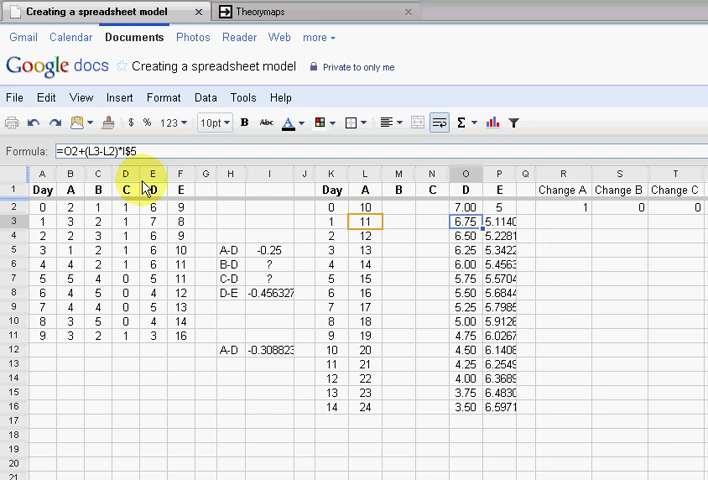 Creating a spreadsheet model × Theorymaps ×
Gmail Calendar Documents Photos Reader Web more
Google docs ☆ Creating a spreadsheet model Private to only me
File Edit View Insert Format Data Tools Help
$ % 123 10pt B Abc A Σ
Formula: =O2+(L3-L2)*I$5
A B C D E F G H I J K L M N O P Q R S T
1 Day A B C D E Day A B C D E Change A Change B Change C
2 0 2 1 1 6 9 0 10 7.00 5 1 0 0
3 1 3 2 1 7 8 1 11 6.75 5.1140
4 2 2 3 1 6 9 2 12 6.50 5.2281
5 3 1 2 1 6 10 A-D -0.25 3 13 6.25 5.3422
6 4 4 2 1 6 11 B-D ? 4 14 6.00 5.4563
7 5 5 4 0 5 11 C-D ? 5 15 5.75 5.5704
8 6 4 5 0 4 12 D-E -0.456327 6 16 5.50 5.6844
9 7 4 4 0 5 13 7 17 5.25 5.7985
10 8 3 5 0 4 14 8 18 5.00 5.9126
11 9 3 2 1 3 16 9 19 4.75 6.0267
12 A-D -0.308823 10 20 4.50 6.1408
13 11 21 4.25 6.2549
14 12 22 4.00 6.3689
15 13 23 3.75 6.4830
16 14 24 3.50 6.5971
17
18
19
20
21